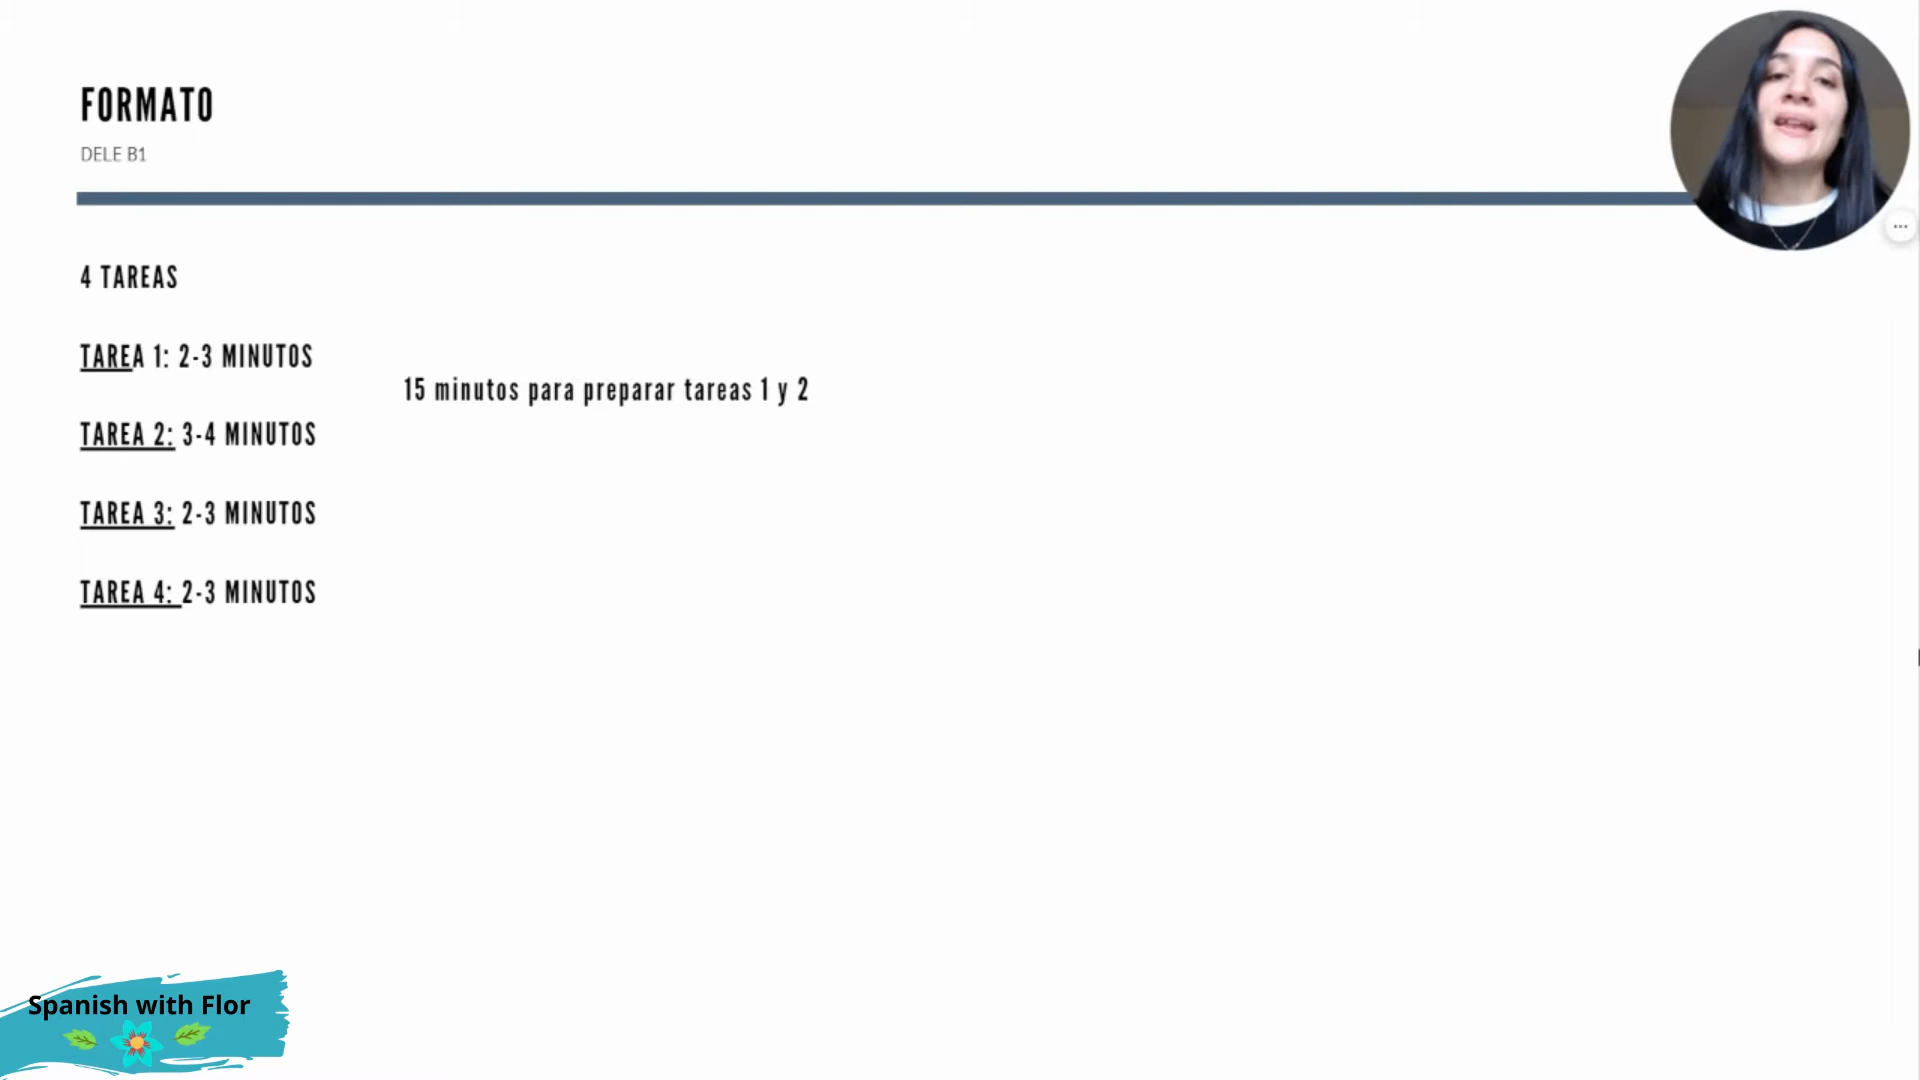 FORMATO
DELE B1
4 TAREAS
TAREA 1: 2-3 MINUTOS
15 minutos para preparar tareas 1 y 2
TAREA 2: 3-4 MINUTOS
TAREA 3: 2-3 MINUTOS
TAREA 4: 2-3 MINUTOS
Spanish with Flor